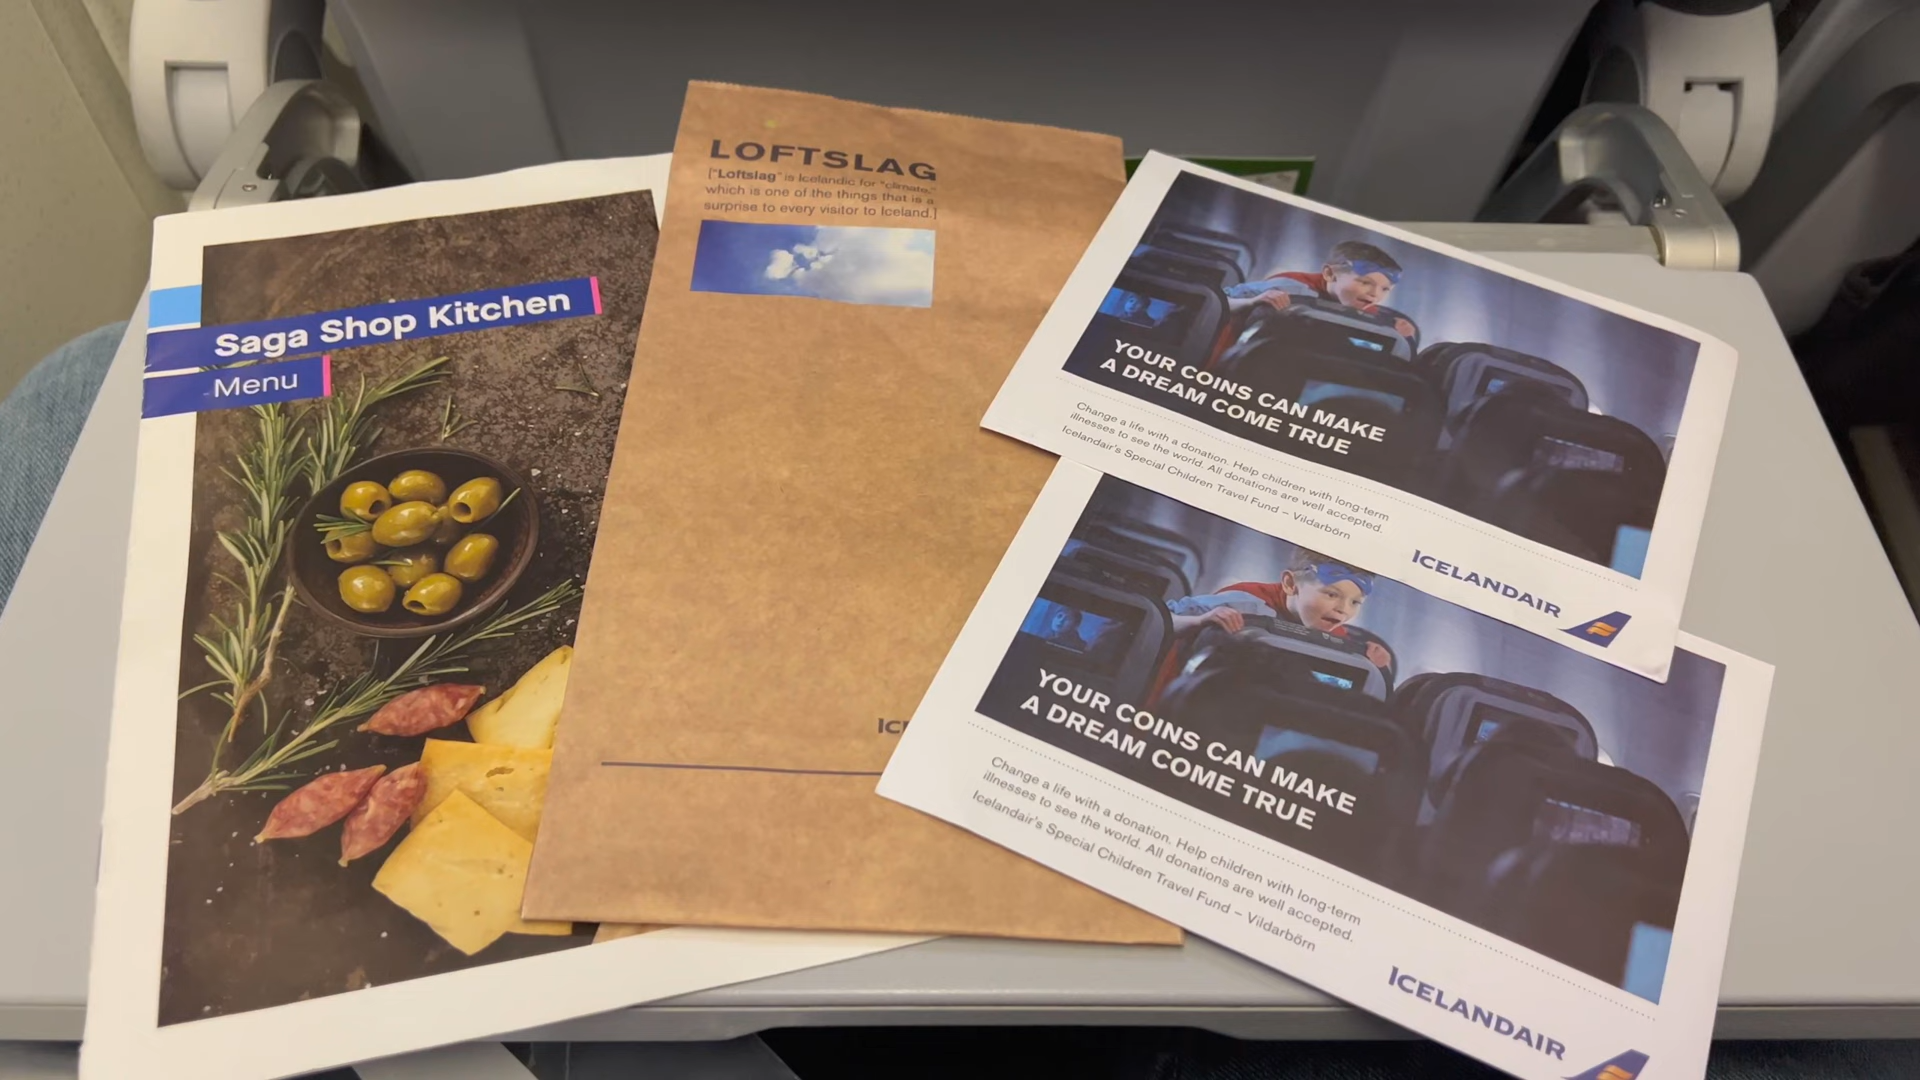 Saga Shop Kitchen
Menu
LOFTSLAG
["Loftslag" is Icelandic for "climate,"
which is one of the things that is a
surprise to every visitor to Iceland.]
YOUR COINS CAN MAKE
A DREAM COME TRUE
Change a life with a donation. Help children with long-term
illnesses to see the world. All donations are well accepted.
Icelandair's Special Children Travel Fund – Vildarbörn
ICELANDAIR
YOUR COINS CAN MAKE
A DREAM COME TRUE
Change a life with a donation. Help children with long-term
illnesses to see the world. All donations are well accepted.
Icelandair's Special Children Travel Fund – Vildarbörn
ICELANDAIR